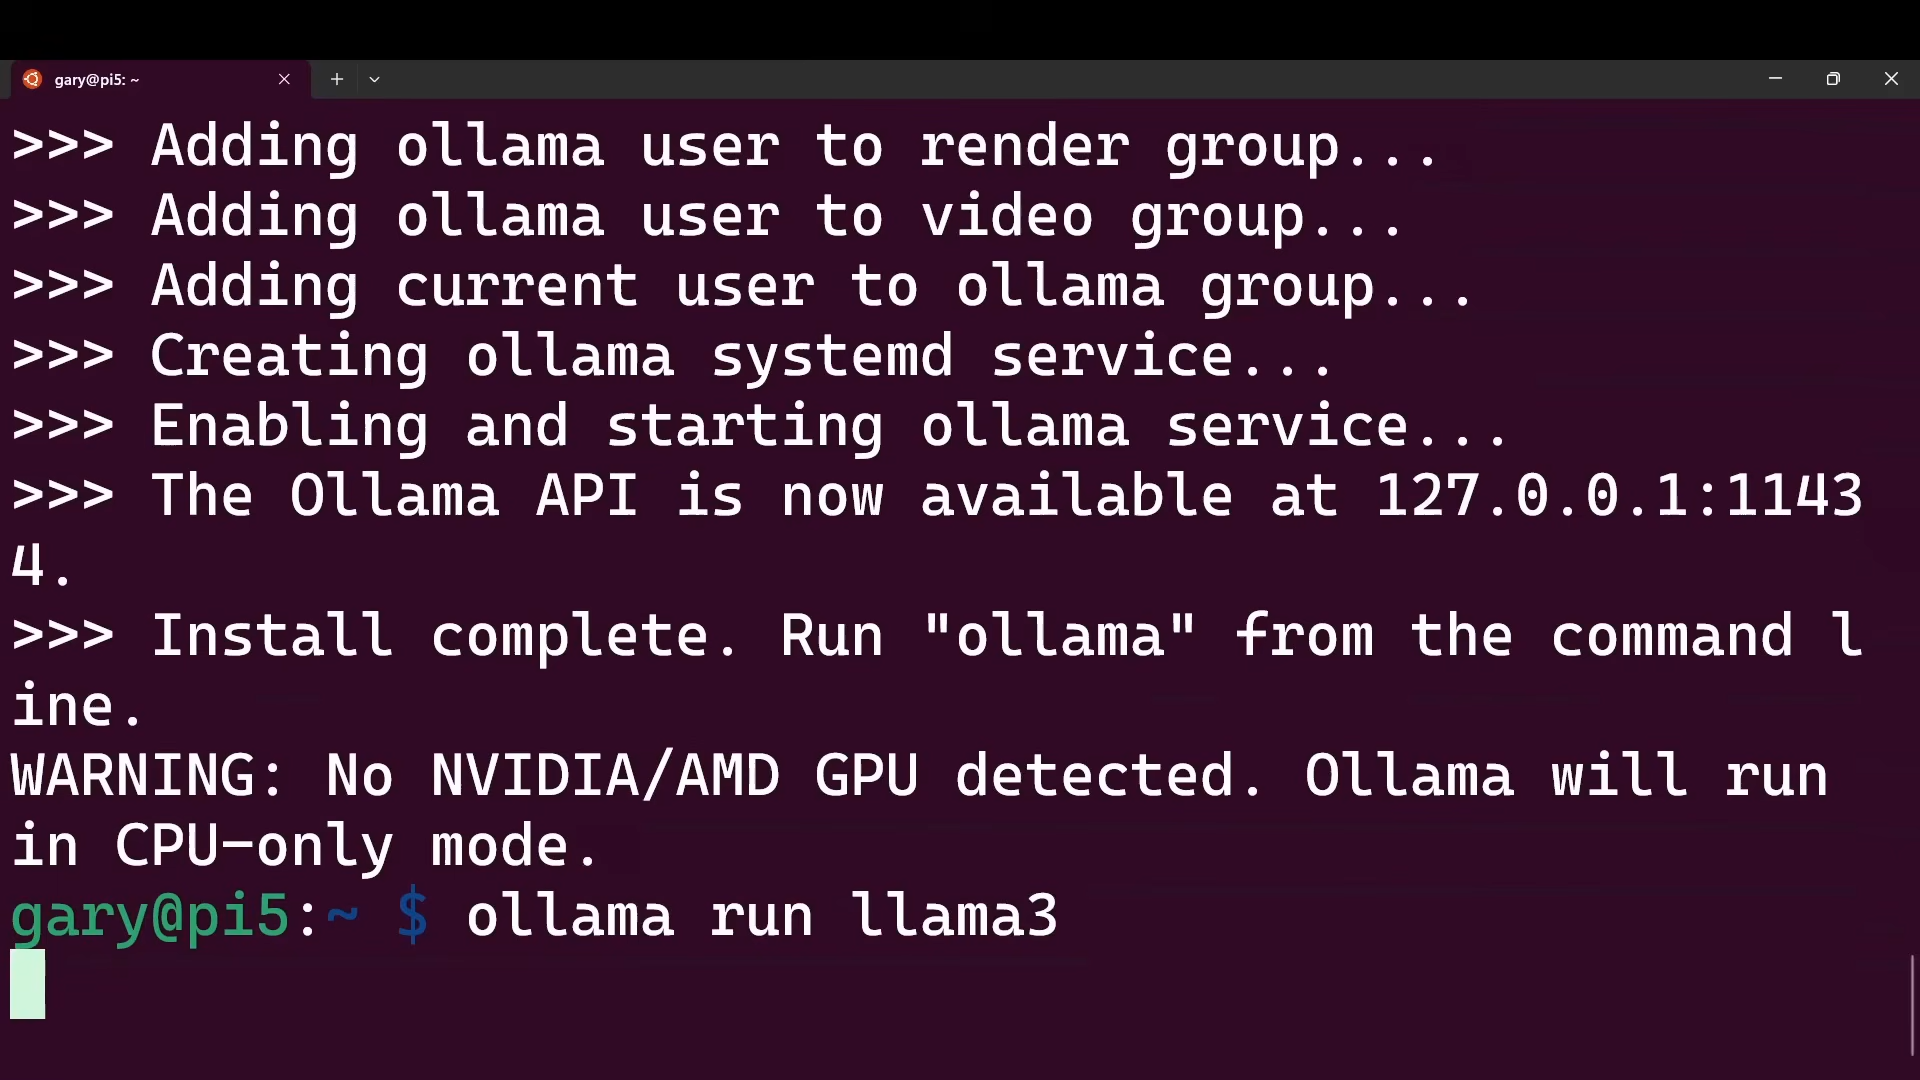 gary@pi5: ~
>>> Adding ollama user to render group...
>>> Adding ollama user to video group...
>>> Adding current user to ollama group...
>>> Creating ollama systemd service...
>>> Enabling and starting ollama service...
>>> The Ollama API is now available at 127.0.0.1:1143
4.
>>> Install complete. Run "ollama" from the command l
ine.
WARNING: No NVIDIA/AMD GPU detected. Ollama will run
in CPU-only mode.
gary@pi5:~ $ ollama run llama3